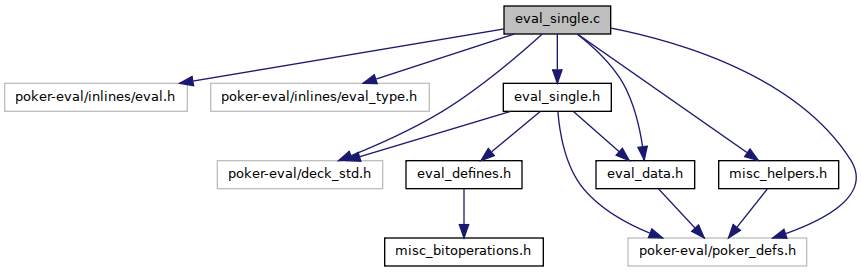 eval_single.c
poker-eval/inlines/eval.h
poker-eval/inlines/eval_type.h
eval_single.h
poker-eval/deck_std.h
eval_defines.h
eval_data.h
misc_helpers.h
misc_bitoperations.h
poker-eval/poker_defs.h